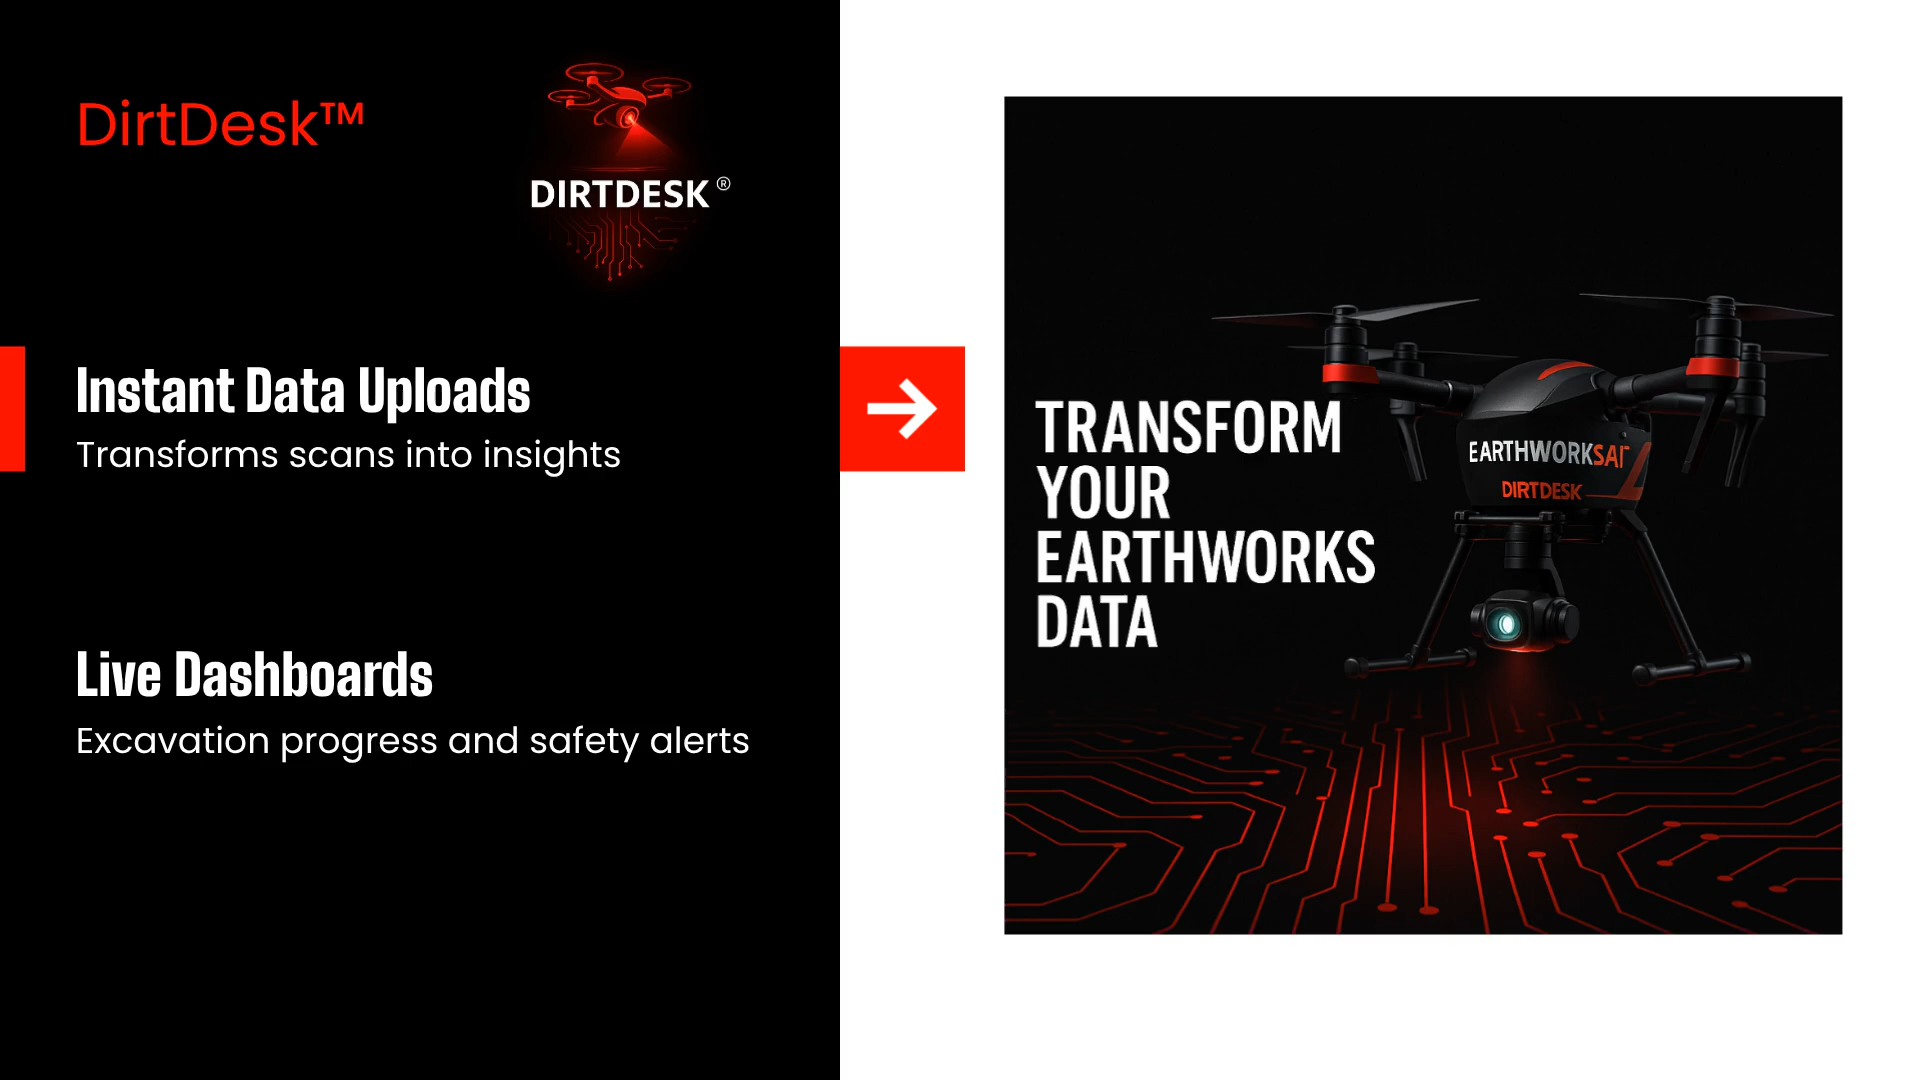 DirtDesk™
DIRTDESK®
Instant Data Uploads
Transforms scans into insights
Live Dashboards
Excavation progress and safety alerts
TRANSFORM
YOUR
EARTHWORKS
DATA
EARTHWORKSAI
DIRTDESK